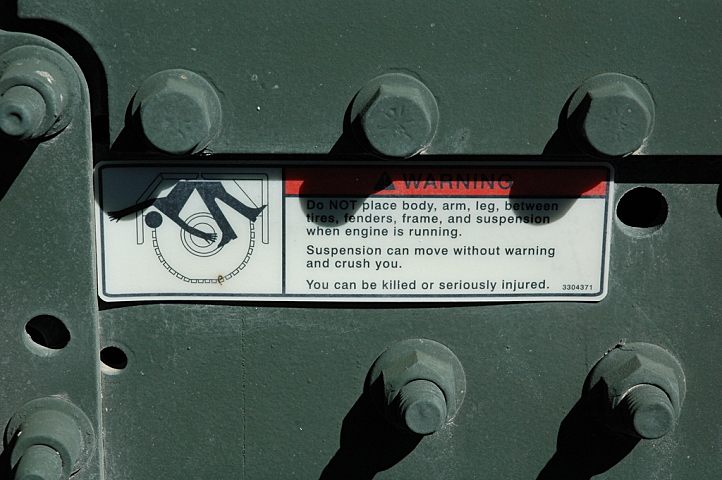 WARNING
Do NOT place body, arm, leg, between
tires, fenders, frame, and suspension
when engine is running.
Suspension can move without warning
and crush you.
You can be killed or seriously injured. 3304371